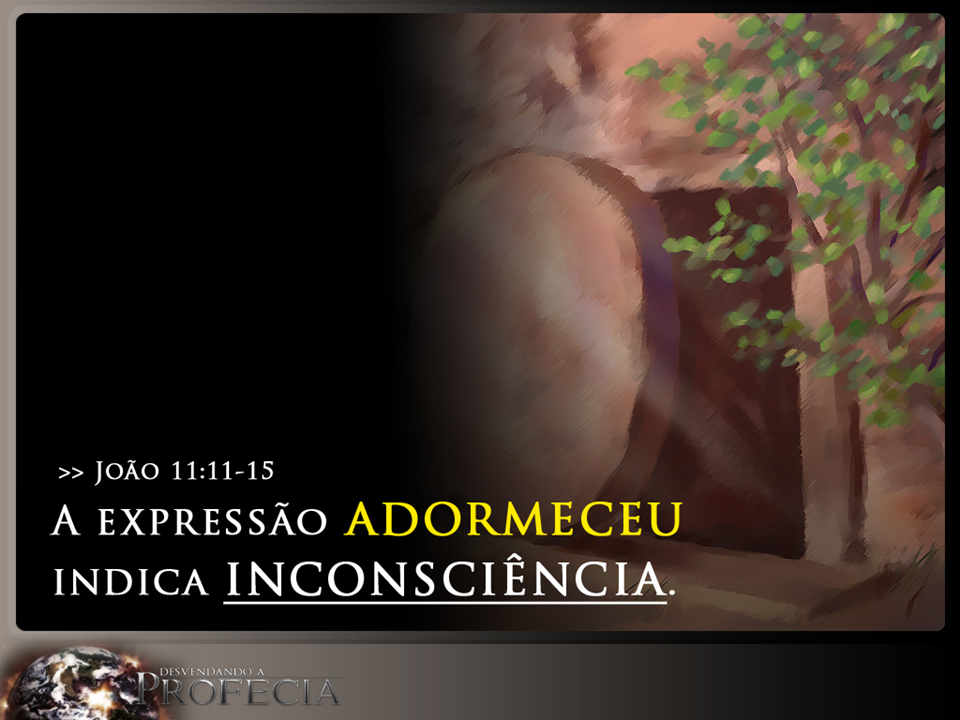 >> João 11:11-15
A expressão ADORMECEU
indica INCONSCIÊNCIA.
DESVENDANDO A
PROFECIA